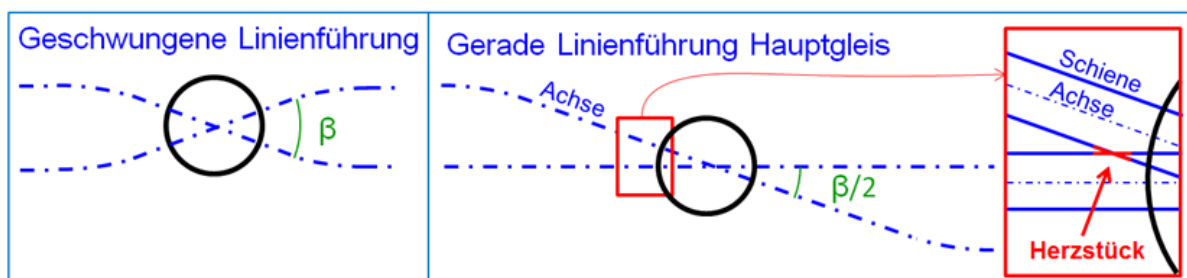 Geschwungene Linienführung
β
Gerade Linienführung Hauptgleis
Achse
β/2
Schiene
Achse
Herzstück